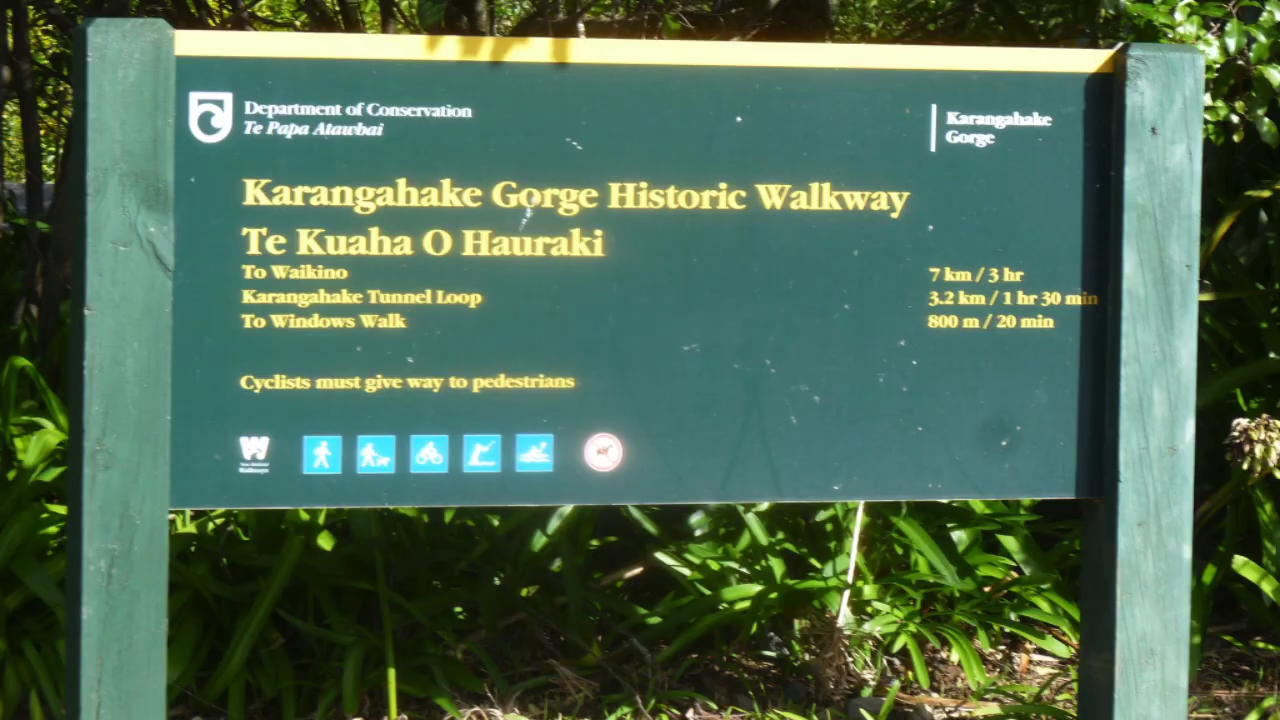 Department of Conservation
Te Papa Atawhai
Karangahake
Gorge
Karangahake Gorge Historic Walkway
Te Kuaha O Hauraki
To Waikino 7 km / 3 hr
Karangahake Tunnel Loop 3.2 km / 1 hr 30 min
To Windows Walk 800 m / 20 min
Cyclists must give way to pedestrians
Walkways